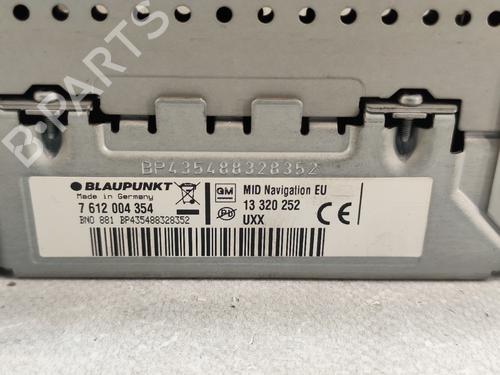 B-PARTS
BP435488328352
BLAUPUNKT
Made in Germany
7 612 004 354
BNO 881 BP435488328352
GM
MID Navigation EU
13 320 252
UXX
Pb
CE